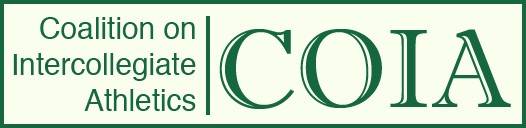 Coalition on
Intercollegiate
Athletics
COIA